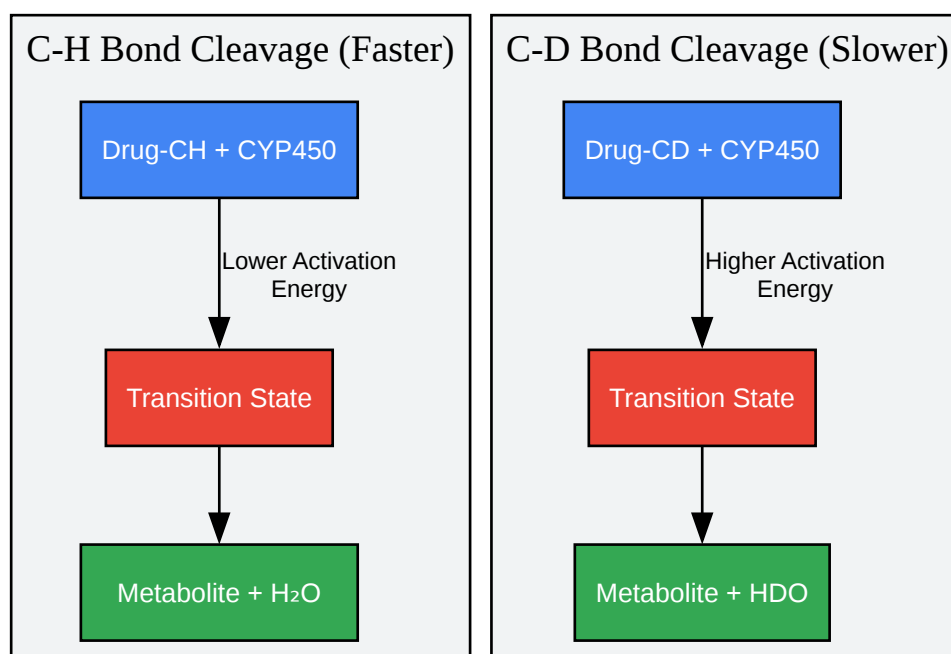 C-H Bond Cleavage (Faster)
Drug-CH + CYP450
Lower Activation
Energy
Transition State
Metabolite + H₂O
C-D Bond Cleavage (Slower)
Drug-CD + CYP450
Higher Activation
Energy
Transition State
Metabolite + HDO